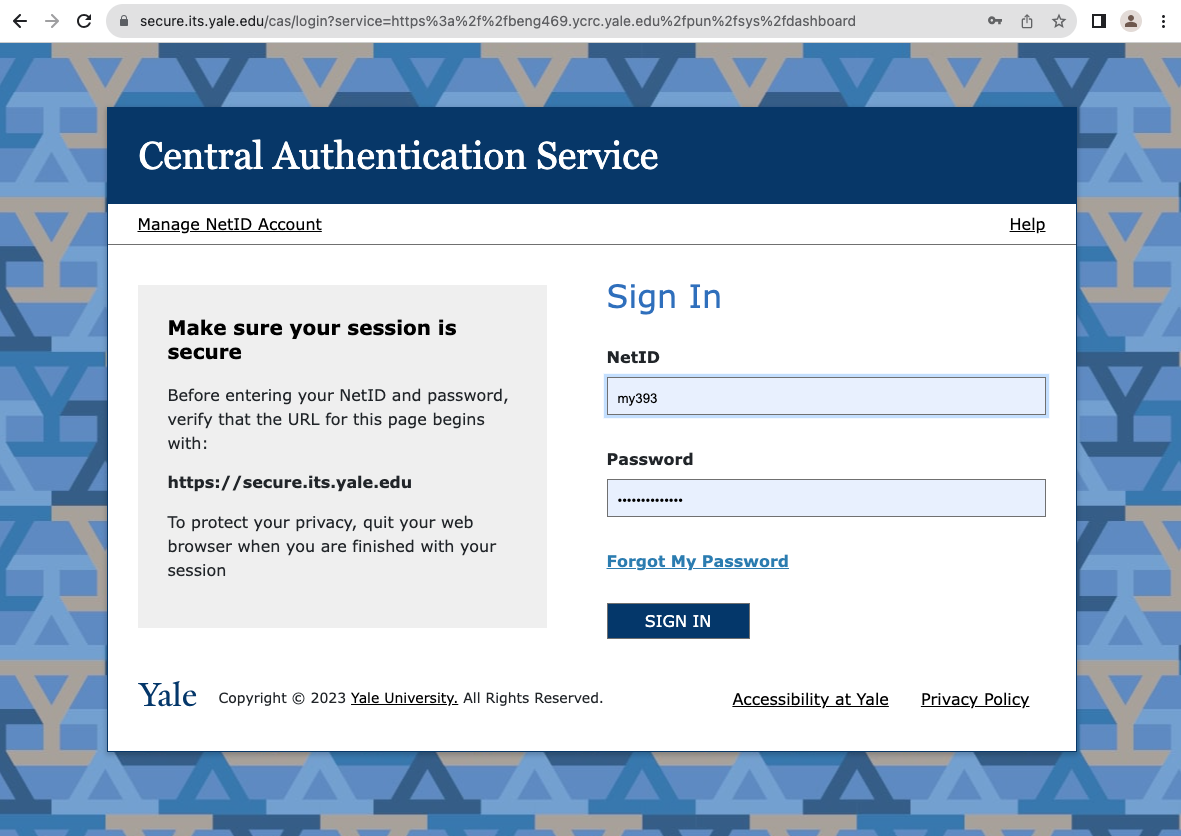 secure.its.yale.edu/cas/login?service=https%3a%2f%2fbeng469.ycrc.yale.edu%2fpun%2fsys%2fdashboard
Central Authentication Service
Manage NetID Account
Help
Make sure your session is
secure
Before entering your NetID and password,
verify that the URL for this page begins
with:
https://secure.its.yale.edu
To protect your privacy, quit your web
browser when you are finished with your
session
Sign In
NetID
my393
Password
••••••••••••••
Forgot My Password
SIGN IN
Yale
Copyright © 2023 Yale University. All Rights Reserved.
Accessibility at Yale
Privacy Policy